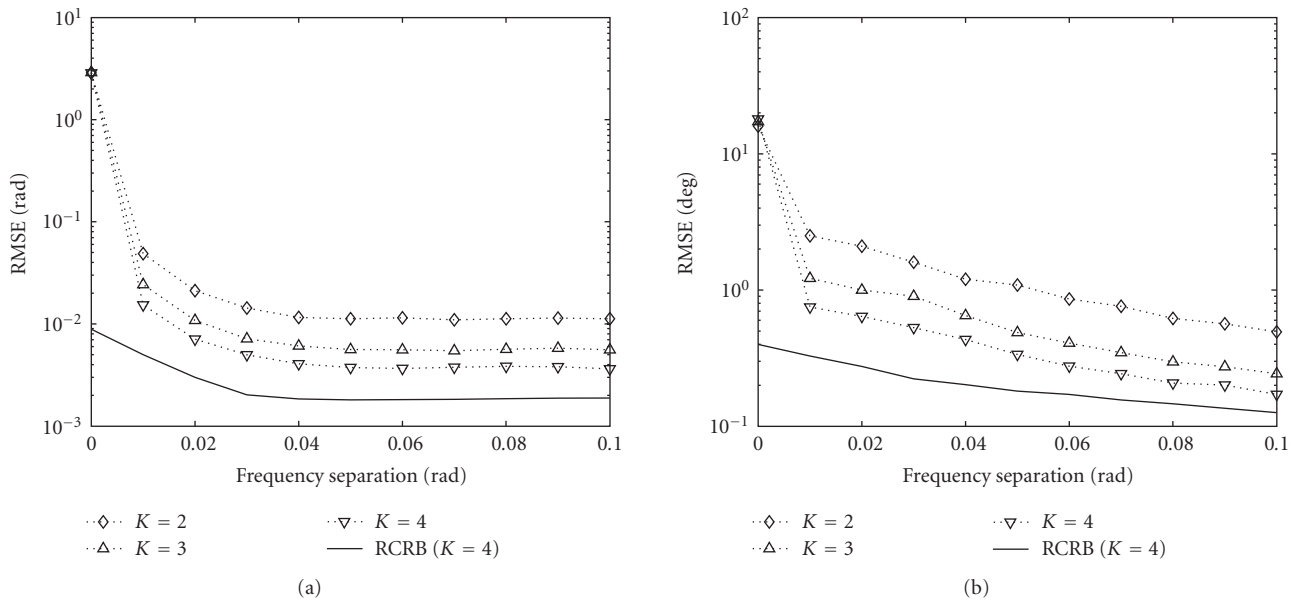 10^1
10^0
10^−1
10^−2
10^−3
RMSE (rad)
0 0.02 0.04 0.06 0.08 0.1
Frequency separation (rad)
K = 2
K = 3
K = 4
RCRB (K = 4)
(a)
10^2
10^1
10^0
10^−1
RMSE (deg)
0 0.02 0.04 0.06 0.08 0.1
Frequency separation (rad)
K = 2
K = 3
K = 4
RCRB (K = 4)
(b)